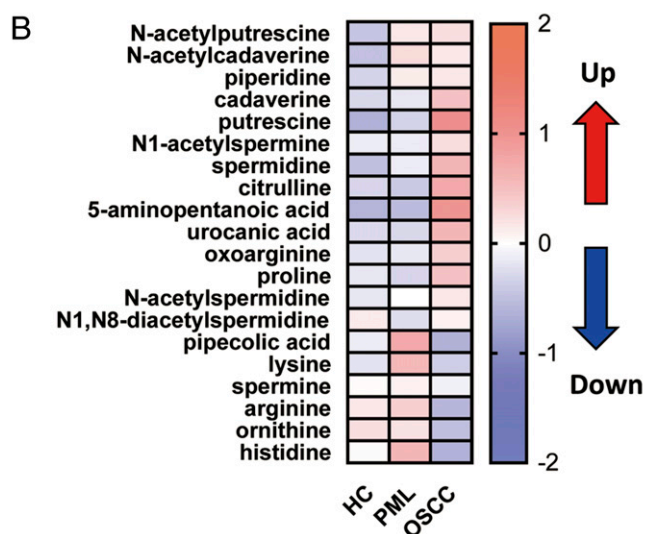 B
N-acetylputrescine
N-acetylcadaverine
piperidine
cadaverine
putrescine
N1-acetylspermine
spermidine
citrulline
5-aminopentanoic acid
urocanic acid
oxoarginine
proline
N-acetylspermidine
N1,N8-diacetylspermidine
pipecolic acid
lysine
spermine
arginine
ornithine
histidine
HC
PML
OSCC
2
1
0
-1
-2
Up
Down